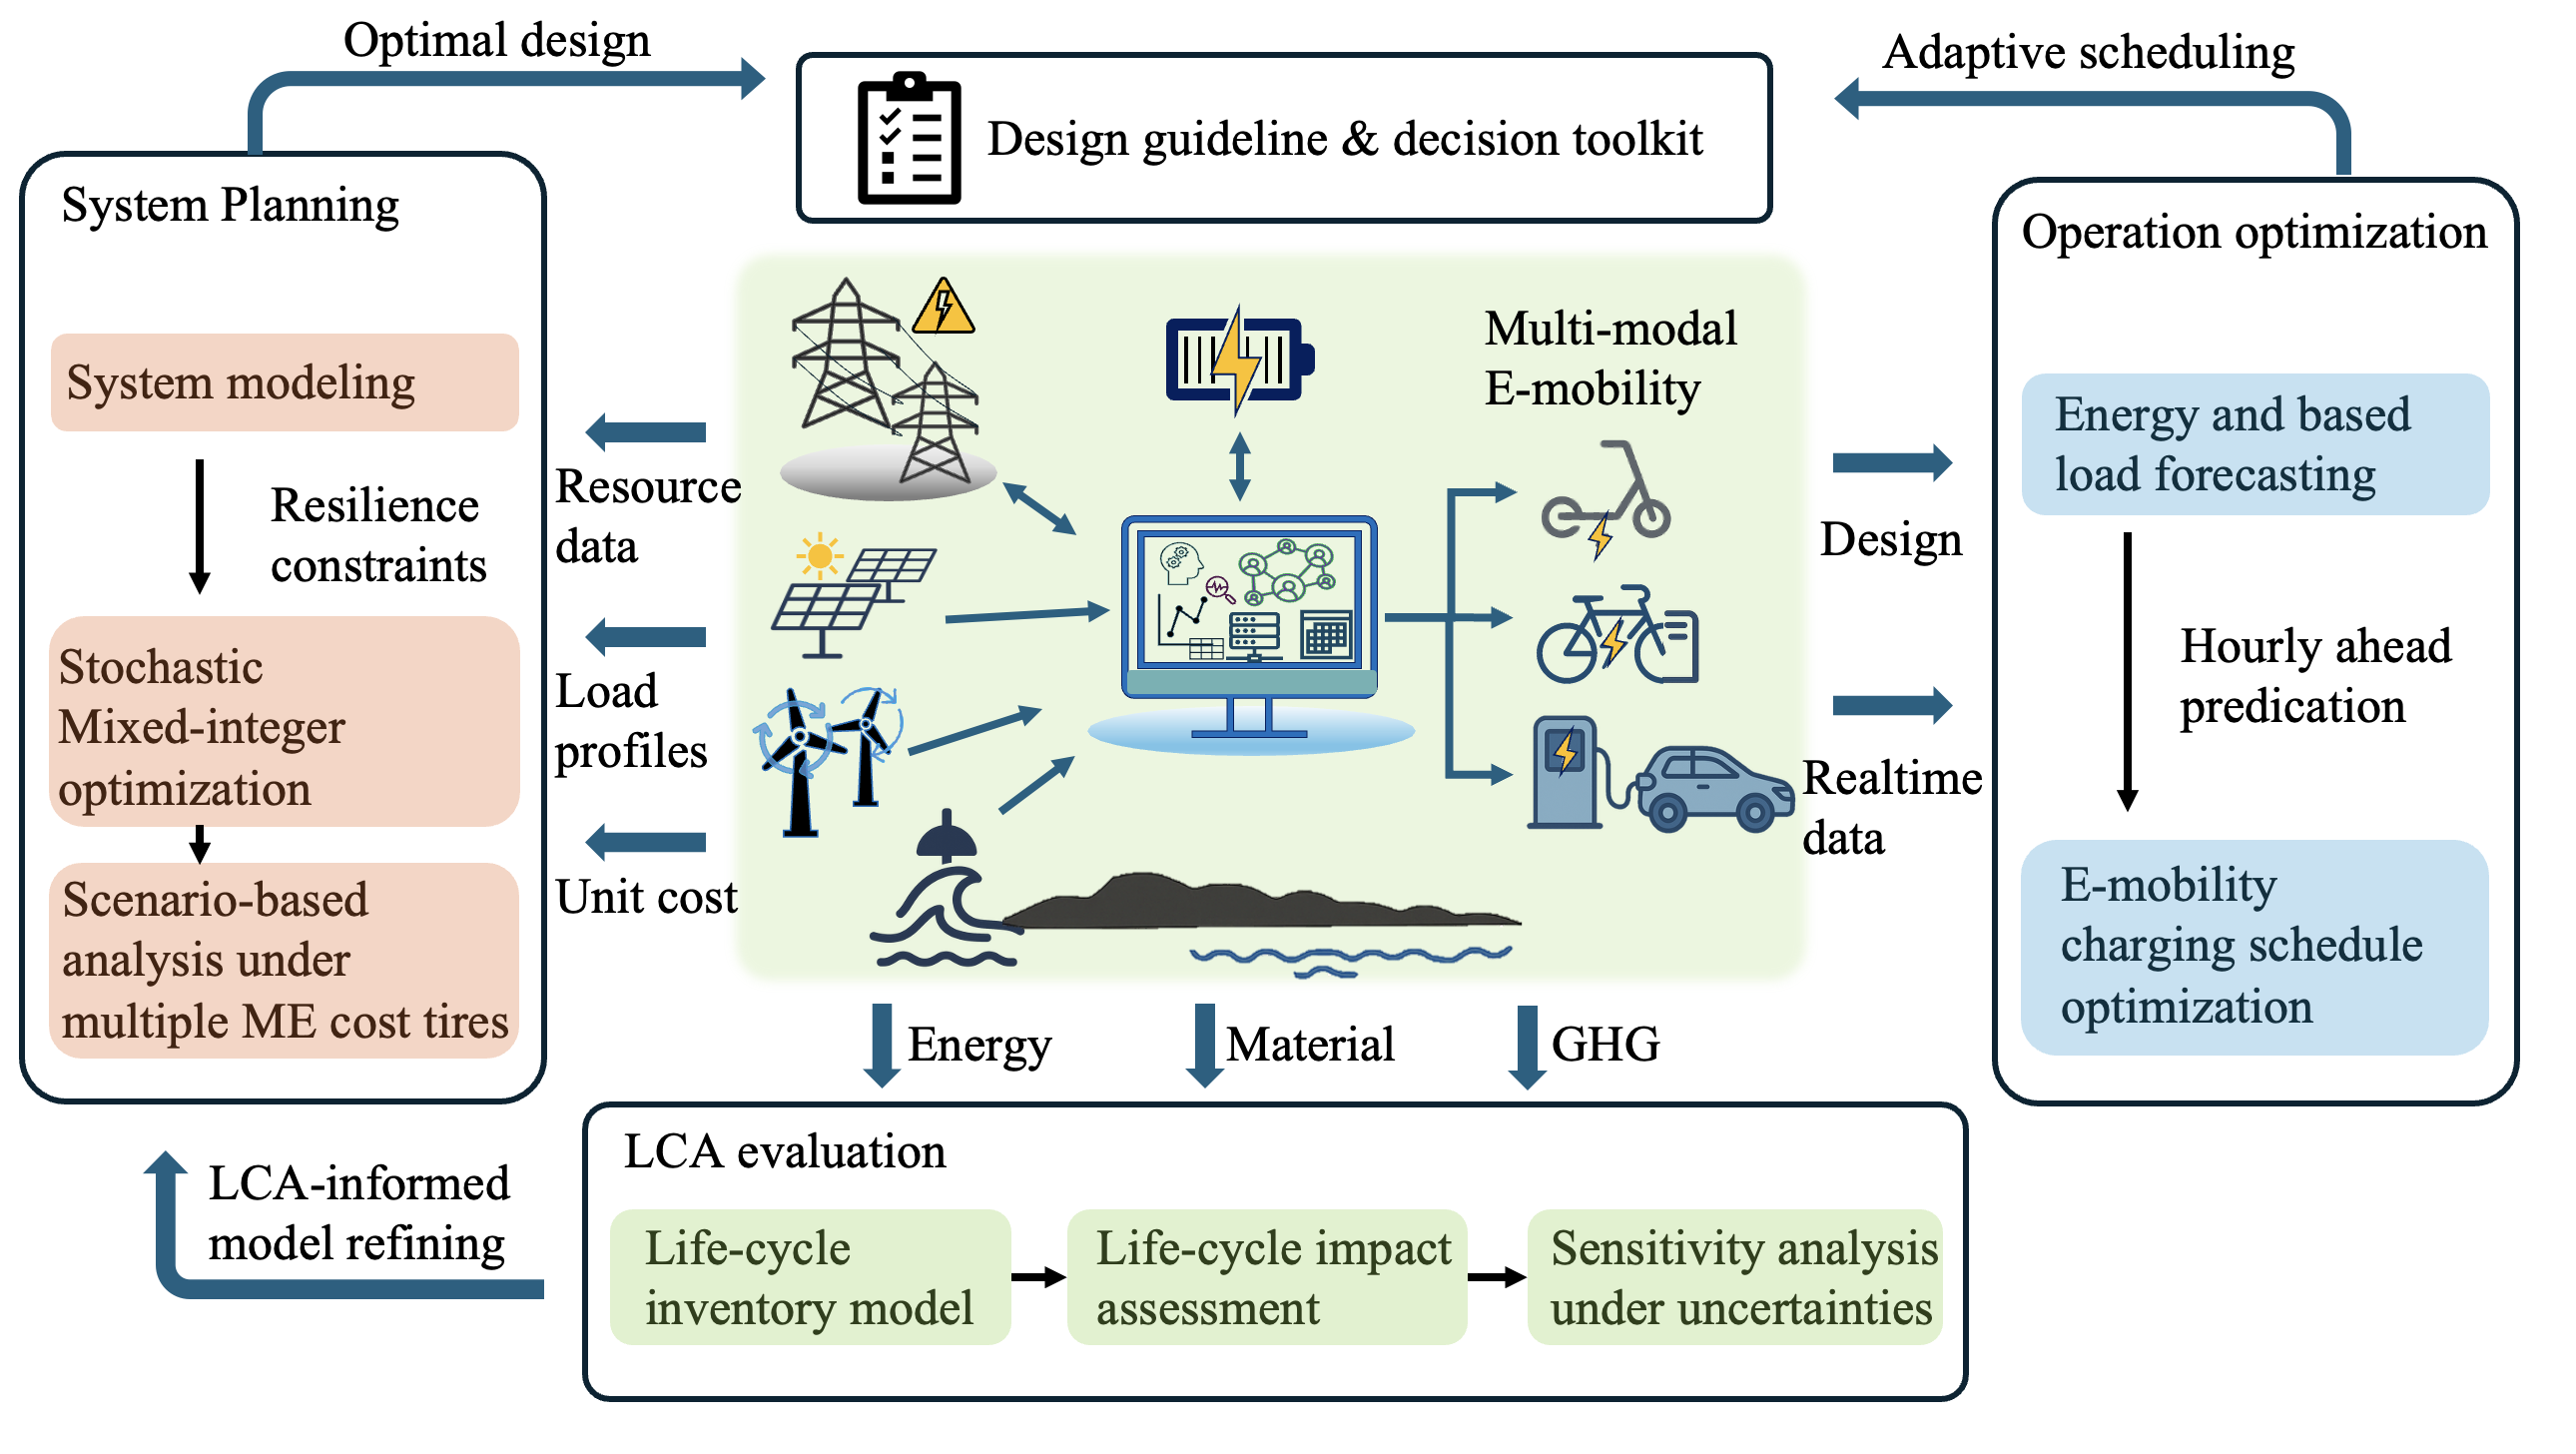 Optimal design
Adaptive scheduling
Design guideline & decision toolkit
System Planning
System modeling
Resilience
constraints
Stochastic
Mixed-integer
optimization
Scenario-based
analysis under
multiple ME cost tires
Resource
data
Load
profiles
Unit cost
Multi-modal
E-mobility
Design
Realtime
data
Operation optimization
Energy and based
load forecasting
Hourly ahead
predication
E-mobility
charging schedule
optimization
Energy
Material
GHG
LCA-informed
model refining
LCA evaluation
Life-cycle
inventory model
Life-cycle impact
assessment
Sensitivity analysis
under uncertainties